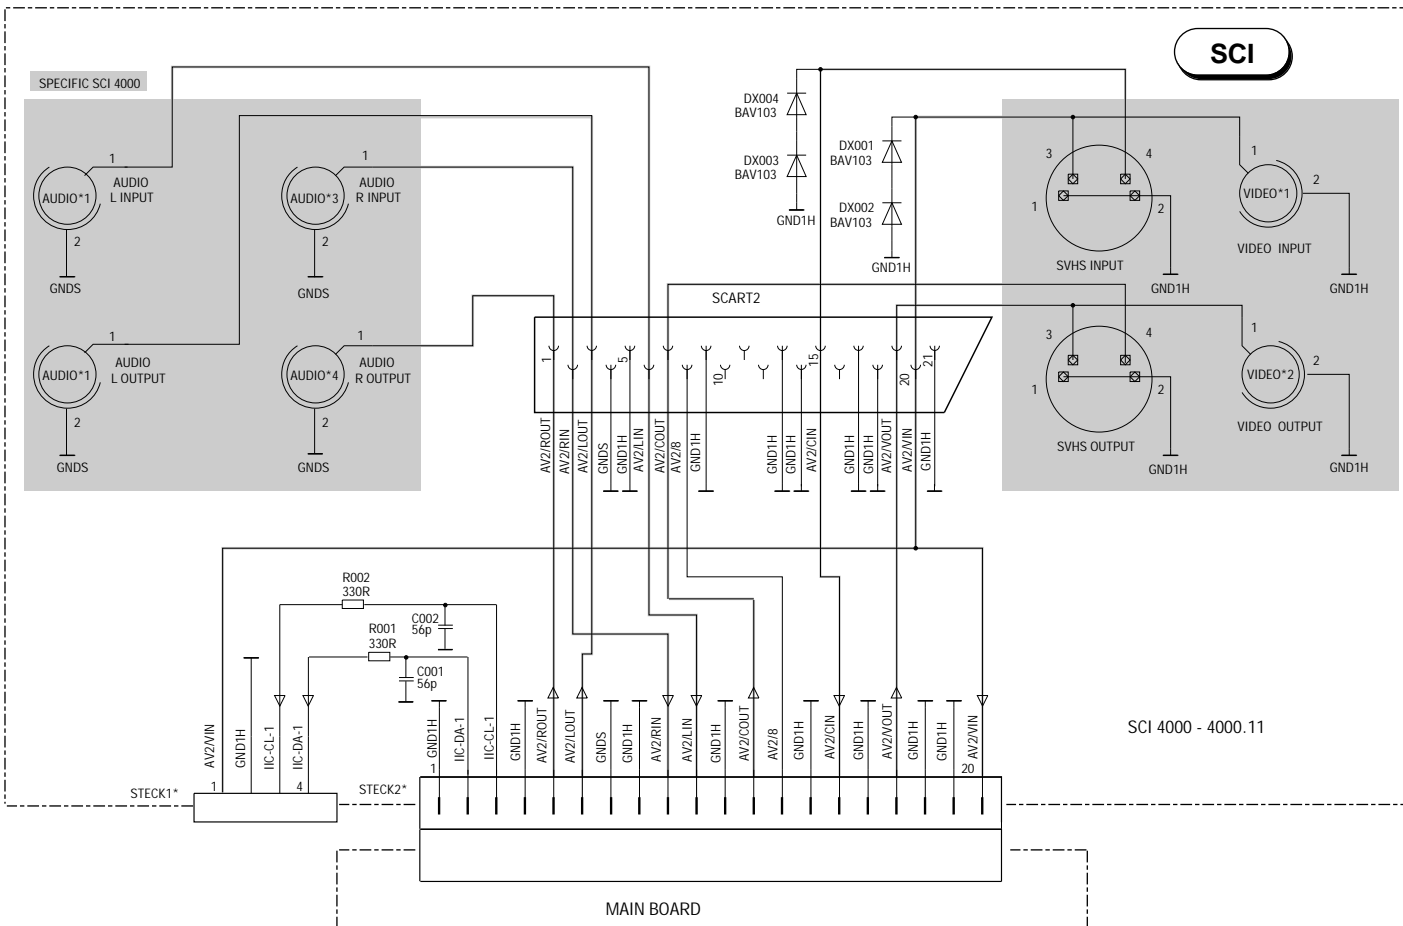 SCI
SPECIFIC SCI 4000
DX004
BAV103
DX003
BAV103
GND1H
DX001
BAV103
DX002
BAV103
GND1H
1
AUDIO*1
AUDIO
L INPUT
2
GNDS
1
AUDIO*3
AUDIO
R INPUT
2
GNDS
1
AUDIO*1
AUDIO
L OUTPUT
2
GNDS
1
AUDIO*4
AUDIO
R OUTPUT
2
GNDS
3
4
1
2
SVHS INPUT
GND1H
1
VIDEO*1
2
VIDEO INPUT
GND1H
3
4
1
2
SVHS OUTPUT
GND1H
1
VIDEO*2
2
VIDEO OUTPUT
GND1H
SCART2
1
5
10
15
20
21
AV2/ROUT
AV2/RIN
AV2/LOUT
GNDS
GND1H
AV2/LIN
AV2/COUT
AV2/8
GND1H
GND1H
GND1H
AV2/CIN
GND1H
GND1H
AV2/VOUT
AV2/VIN
GND1H
R002
330R
C002
56p
R001
330R
C001
56p
AV2/VIN
GND1H
IIC-CL-1
IIC-DA-1
STECK1*
1
4
STECK2*
GND1H
IIC-DA-1
IIC-CL-1
GND1H
AV2/ROUT
AV2/LOUT
GNDS
GND1H
AV2/RIN
AV2/LIN
GND1H
AV2/COUT
AV2/8
GND1H
AV2/CIN
GND1H
AV2/VOUT
GND1H
GND1H
AV2/VIN
1
20
SCI 4000 - 4000.11
MAIN BOARD